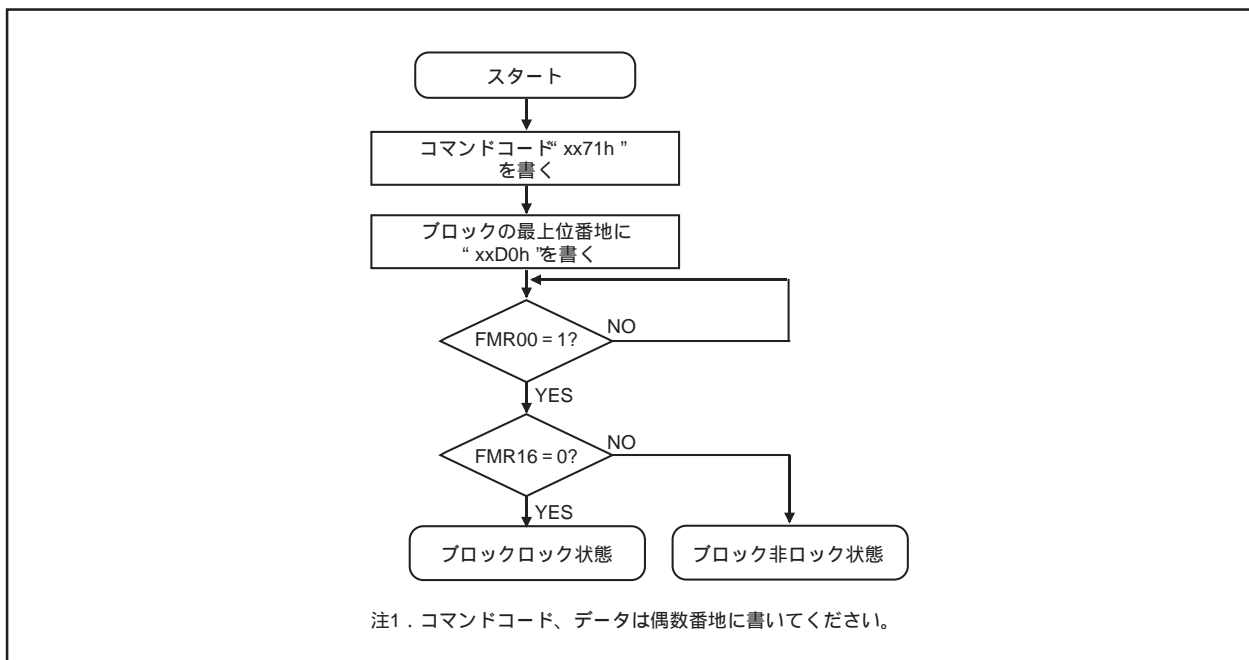 スタート
コマンドコード“ xx71h ”
を書く
ブロックの最上位番地に
“ xxD0h ”を書く
FMR00 = 1?
NO
YES
FMR16 = 0?
NO
YES
ブロックロック状態
ブロック非ロック状態
注1．コマンドコード、データは偶数番地に書いてください。